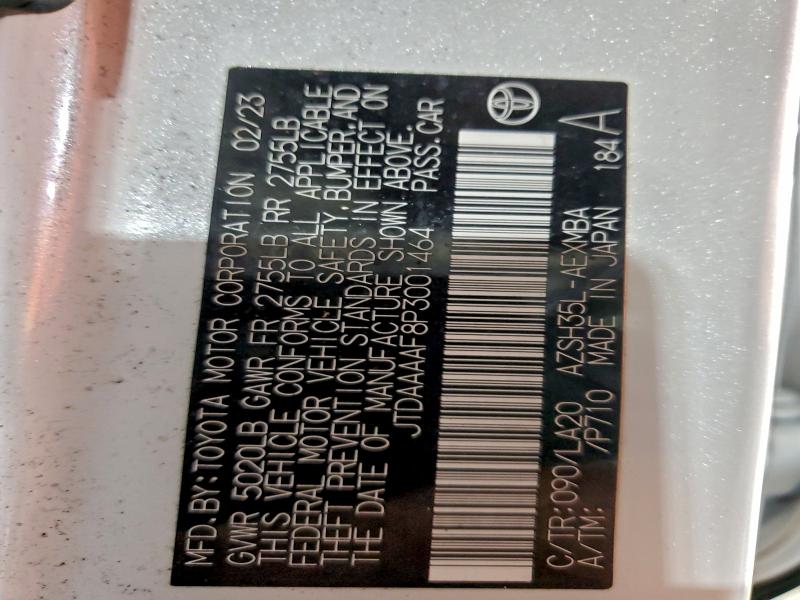 MFD.BY:TOYOTA MOTOR CORPORATION 02/23
GVWR 5020LB GAWR FR 2755LB RR 2755LB
THIS VEHICLE CONFORMS TO ALL APPLICABLE
FEDERAL MOTOR VEHICLE SAFETY,BUMPER,AND
THEFT PREVENTION STANDARDS IN EFFECT ON
THE DATE OF MANUFACTURE SHOWN ABOVE.
JTDAAAAF8P3001464 PASS.CAR
C/TR:090/LA20 AZSH35L-AEXMBA
A/TM: /P710 MADE IN JAPAN 184A